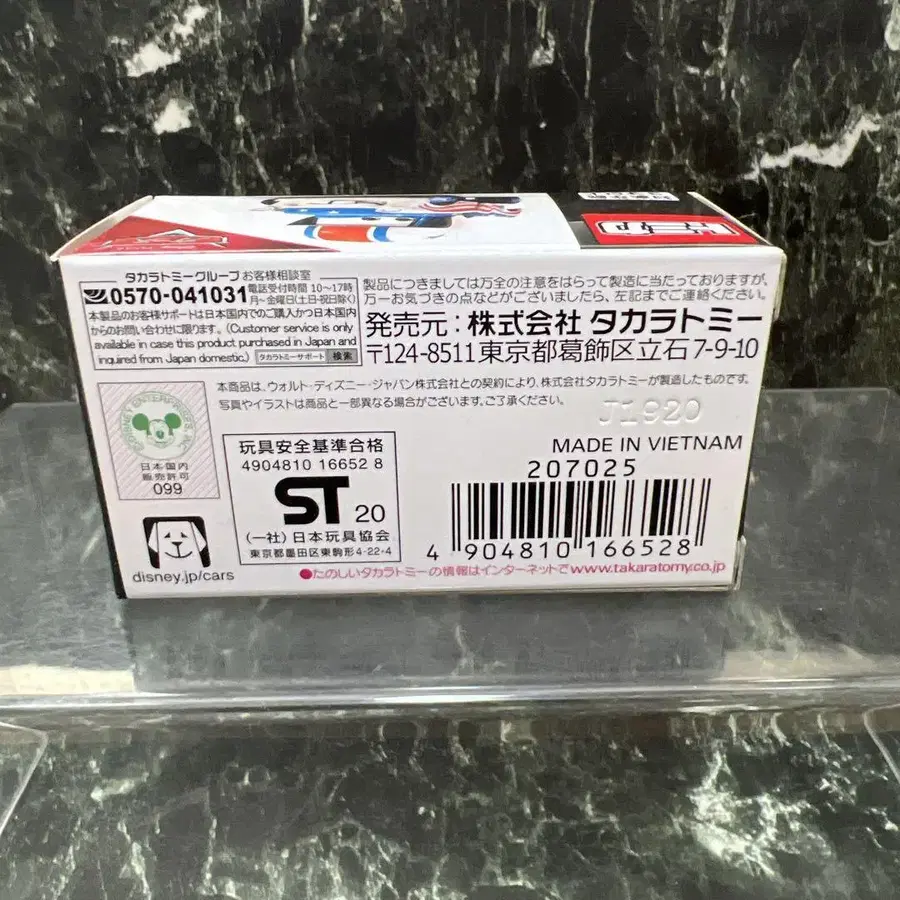 トミカ
タカラトミーグループ お客様相談室
0570-041031 電話受付時間 10〜17時
月〜金曜日(土日・祝日除く)
本製品のお客様サポートは日本国内でのご購入かつ日本国内
からのお問い合わせに限ります。(Customer service is only
available in case this product purchased in Japan and
inquired from Japan domestic.) タカラトミーサポート 検索
製品につきましては万全の注意をはらって製造に当たっておりますが、
万一お気づきの点などがございましたら、左記までご連絡ください。
発売元:株式会社 タカラトミー
〒124-8511 東京都葛飾区立石7-9-10
本商品は、ウォルト・ディズニー・ジャパン株式会社との契約により、株式会社タカラトミーが製造したものです。
写真やイラストは商品と一部異なる場合がございます。ご了承ください。
J1920
日本国内
販売許可
099
disney.jp/cars
玩具安全基準合格
4904810 16652 8
ST 20
(一社)日本玩具協会
東京都墨田区東駒形4-22-4
MADE IN VIETNAM
207025
4 904810 166528
●たのしいタカラトミーの情報はインターネットで www.takaratomy.co.jp